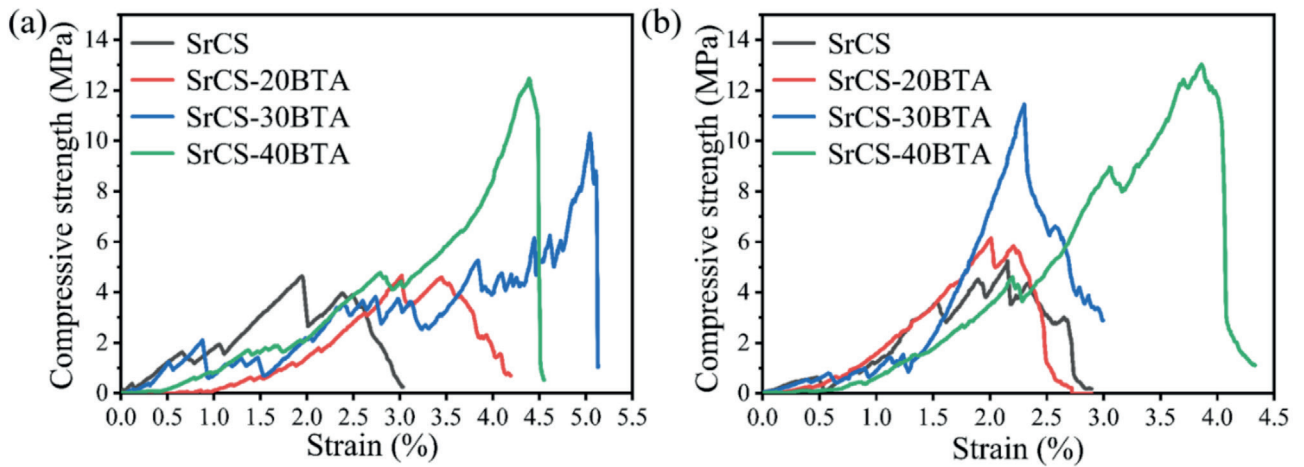 (a)
Compressive strength (MPa)
14
12
10
8
6
4
2
0
SrCS
SrCS-20BTA
SrCS-30BTA
SrCS-40BTA
0.0 0.5 1.0 1.5 2.0 2.5 3.0 3.5 4.0 4.5 5.0 5.5
Strain (%)
(b)
Compressive strength (MPa)
14
12
10
8
6
4
2
0
SrCS
SrCS-20BTA
SrCS-30BTA
SrCS-40BTA
0.0 0.5 1.0 1.5 2.0 2.5 3.0 3.5 4.0 4.5
Strain (%)